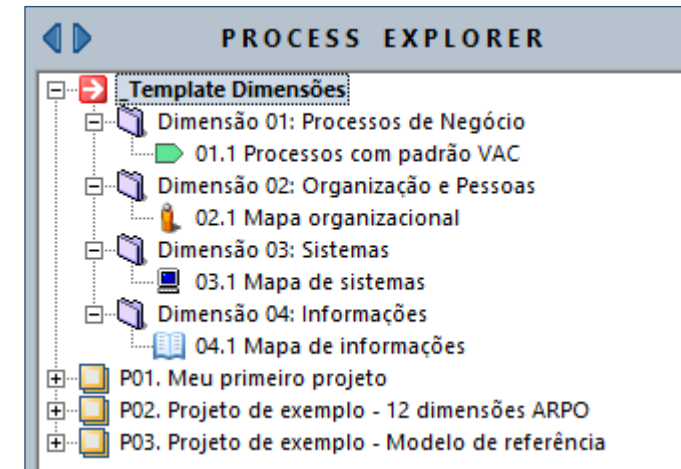 PROCESS EXPLORER
_Template Dimensões
Dimensão 01: Processos de Negócio
01.1 Processos com padrão VAC
Dimensão 02: Organização e Pessoas
02.1 Mapa organizacional
Dimensão 03: Sistemas
03.1 Mapa de sistemas
Dimensão 04: Informações
04.1 Mapa de informações
P01. Meu primeiro projeto
P02. Projeto de exemplo - 12 dimensões ARPO
P03. Projeto de exemplo - Modelo de referência